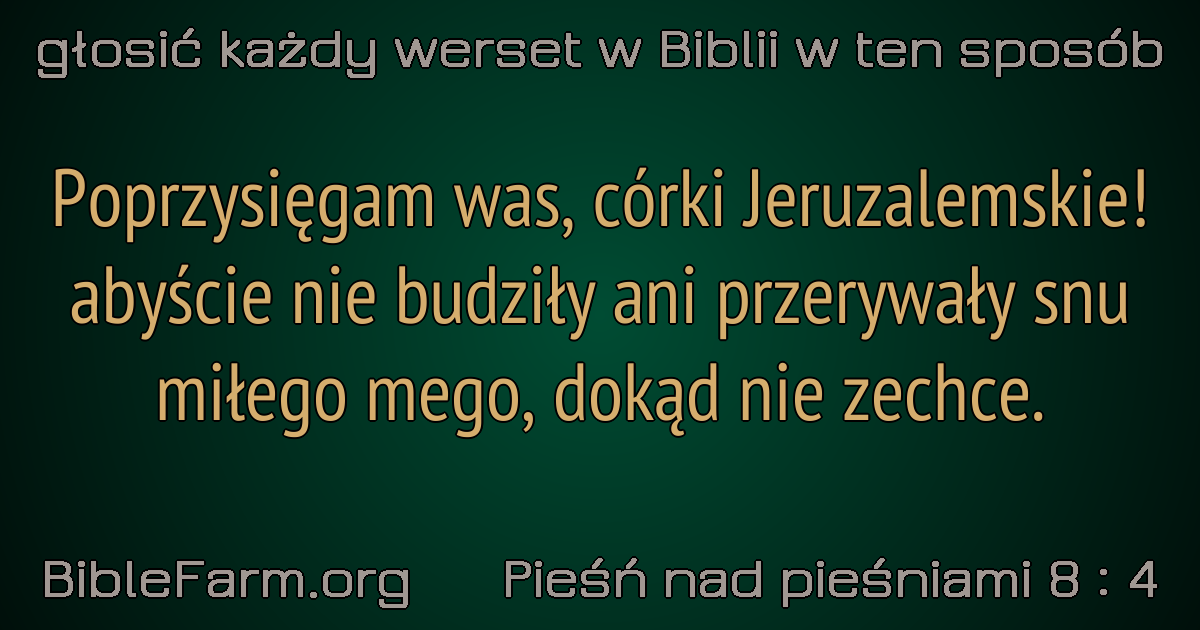 głosić każdy werset w Biblii w ten sposób
Poprzysięgam was, córki Jeruzalemskie!
abyście nie budziły ani przerywały snu
miłego mego, dokąd nie zechce.
BibleFarm.org
Pieśń nad pieśniami 8 : 4